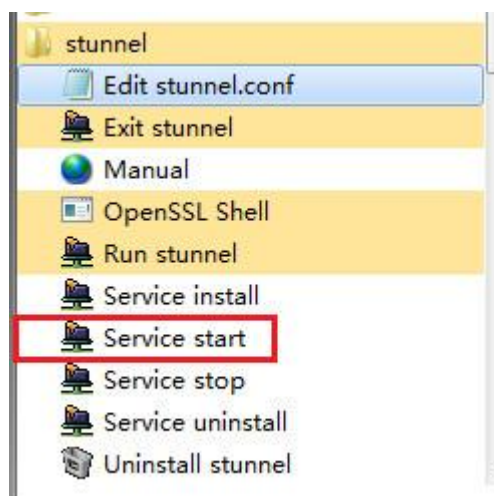 stunnel
Edit stunnel.conf
Exit stunnel
Manual
OpenSSL Shell
Run stunnel
Service install
Service start
Service stop
Service uninstall
Uninstall stunnel